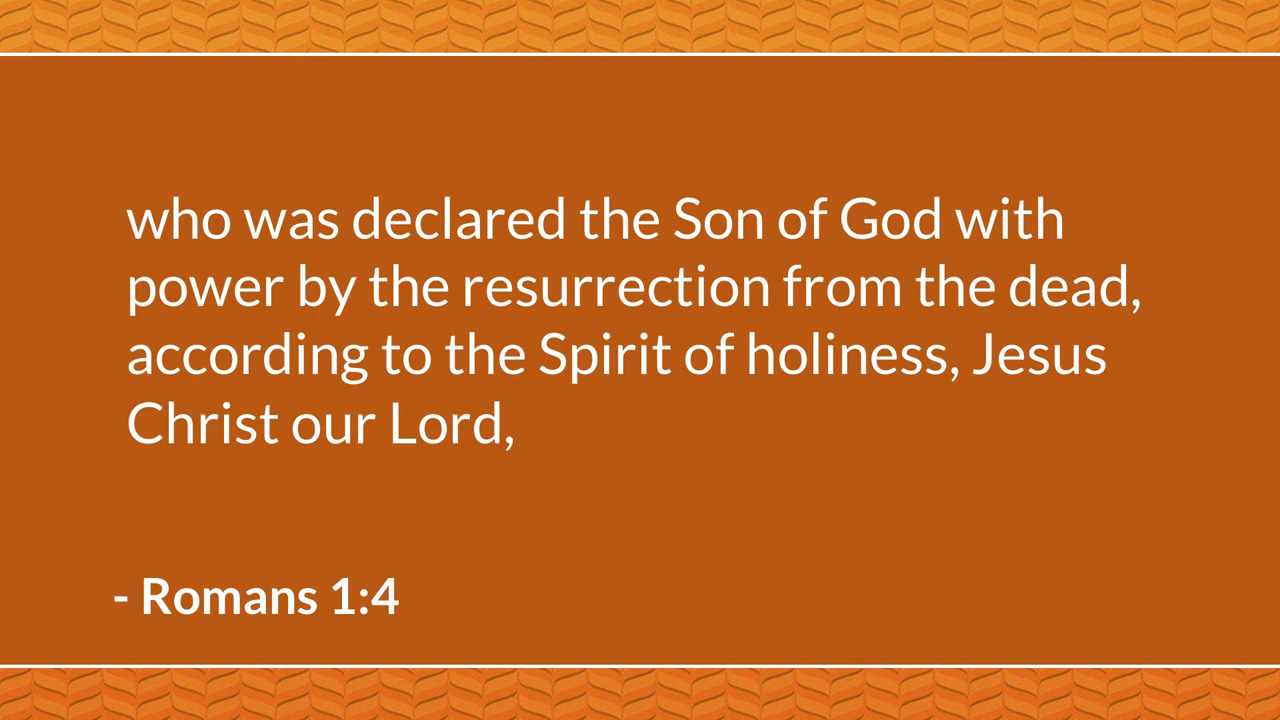 who was declared the Son of God with
power by the resurrection from the dead,
according to the Spirit of holiness, Jesus
Christ our Lord,
- Romans 1:4